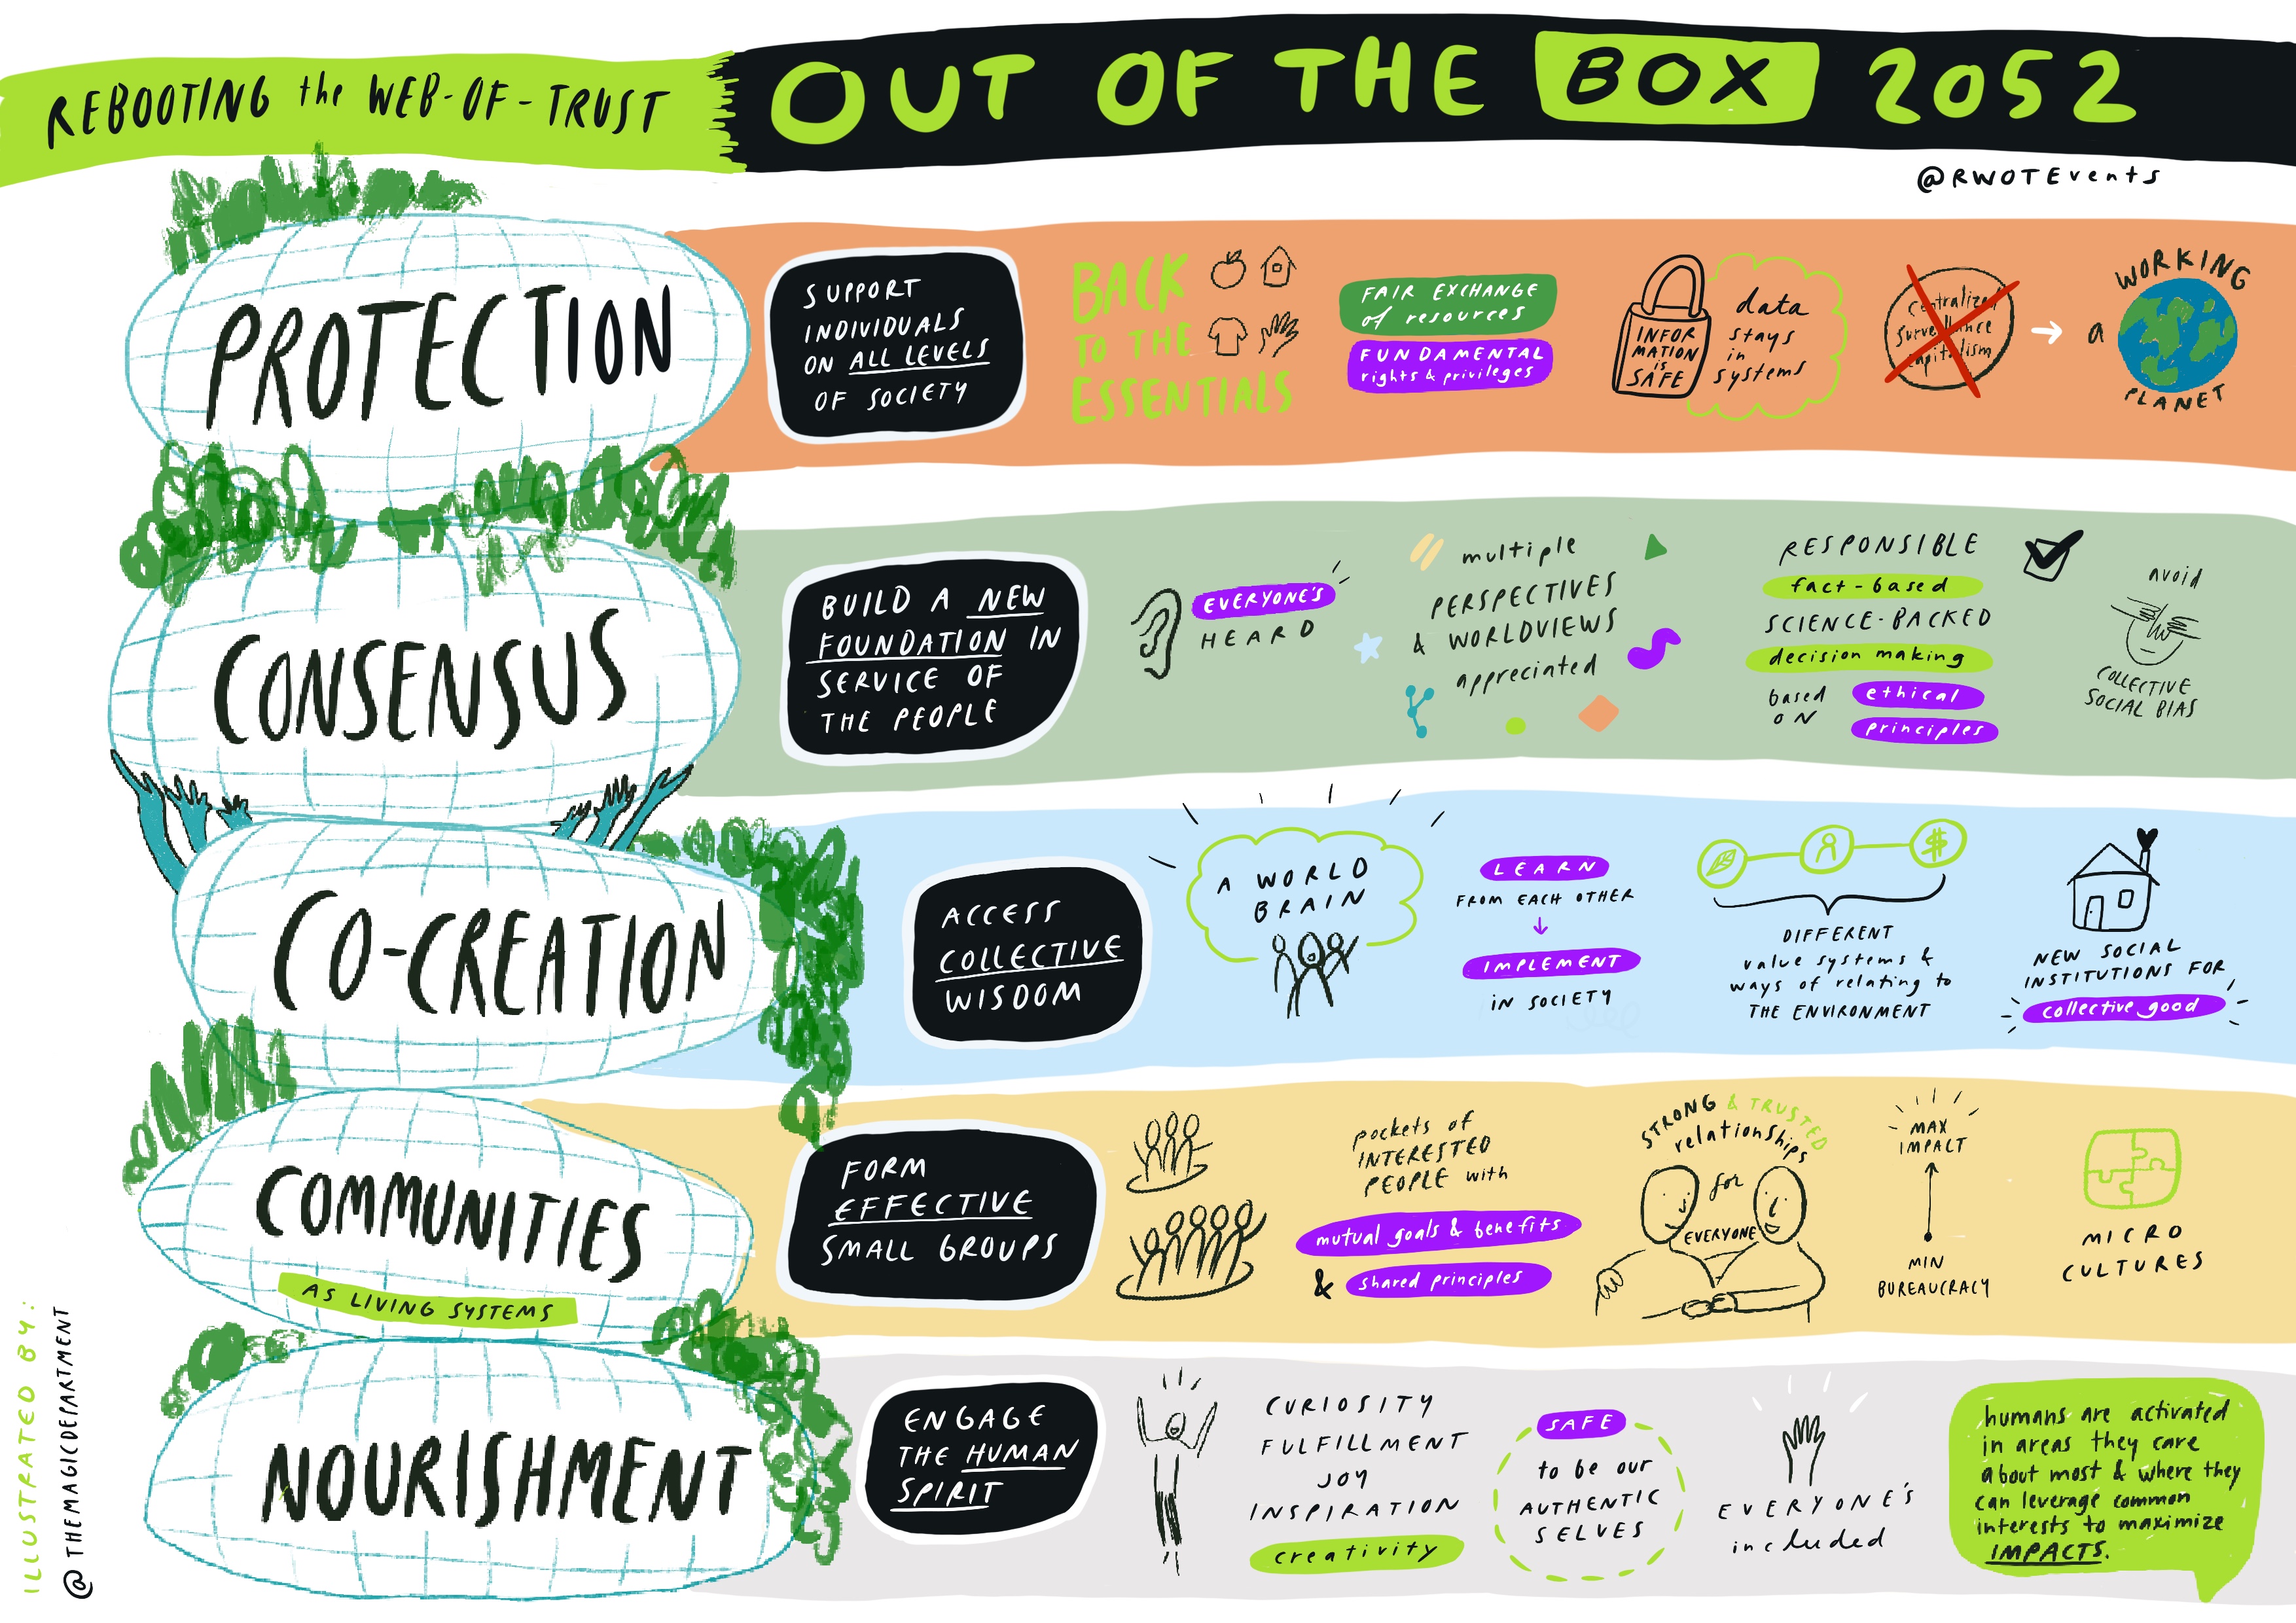 REBOOTING the WEB-OF-TRUST
OUT OF THE BOX 2052
@RWOTEvents
PROTECTION
SUPPORT
INDIVIDUALS
ON ALL LEVELS
OF SOCIETY
BACK
TO THE
ESSENTIALS
FAIR EXCHANGE
of resources
FUNDAMENTAL
rights & privileges
INFOR
MATION
is
SAFE
data
stays
in
systems
Centralized
Surveillance
capitalism
a
WORKING
PLANET
CONSENSUS
BUILD A NEW
FOUNDATION IN
SERVICE OF
THE PEOPLE
EVERYONE'S
HEARD
multiple
PERSPECTIVES
& WORLDVIEWS
appreciated
RESPONSIBLE
fact-based
SCIENCE-BACKED
decision making
based
ON
ethical
principles
avoid
COLLECTIVE
SOCIAL BIAS
CO-CREATION
ACCESS
COLLECTIVE
WISDOM
A WORLD
BRAIN
LEARN
FROM EACH OTHER
IMPLEMENT
IN SOCIETY
$
DIFFERENT
value systems &
ways of relating to
THE ENVIRONMENT
NEW SOCIAL
INSTITUTIONS FOR
collective good
COMMUNITIES
AS LIVING SYSTEMS
FORM
EFFECTIVE
SMALL GROUPS
pockets of
INTERESTED
PEOPLE with
mutual goals & benefits
& shared principles
STRONG & TRUSTED
relationships
for
EVERYONE
MAX
IMPACT
MIN
BUREAUCRACY
MICRO
CULTURES
NOURISHMENT
ENGAGE
THE HUMAN
SPIRIT
CURIOSITY
FULFILLMENT
JOY
INSPIRATION
creativity
SAFE
to be our
AUTHENTIC
SELVES
EVERYONE'S
included
humans are activated
in areas they care
about most & where they
can leverage common
interests to maximize
IMPACTS.
ILLUSTRATED BY:
@THEMAGICDEPARTMENT